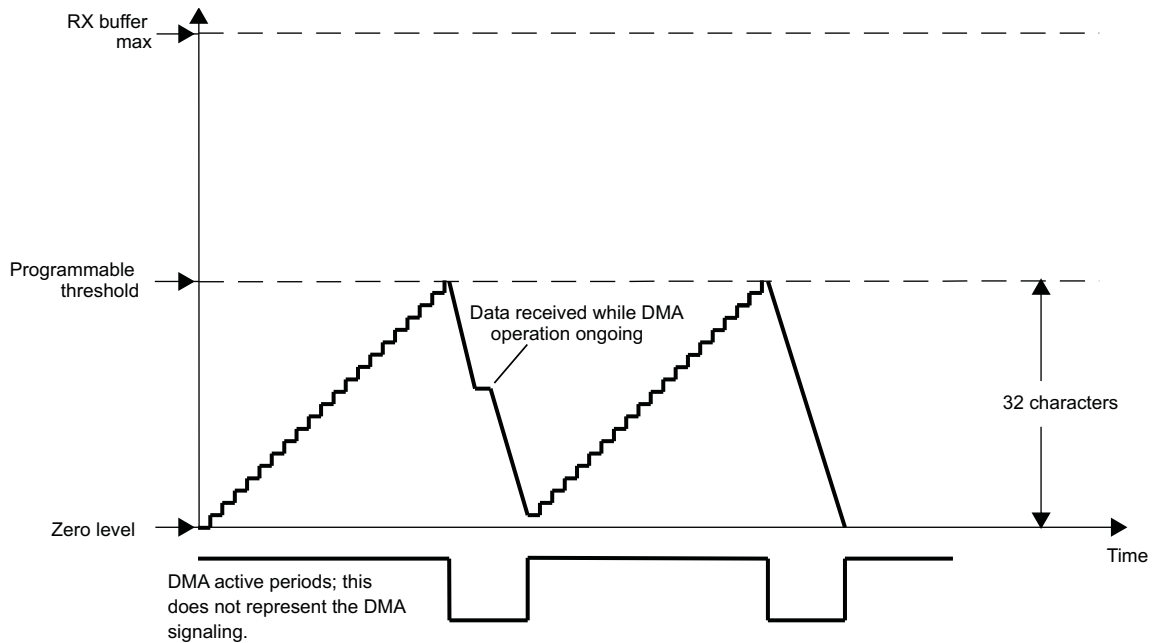 RX buffer
max
Programmable
threshold
Data received while DMA
operation ongoing
32 characters
Zero level
Time
DMA active periods; this
does not represent the DMA
signaling.